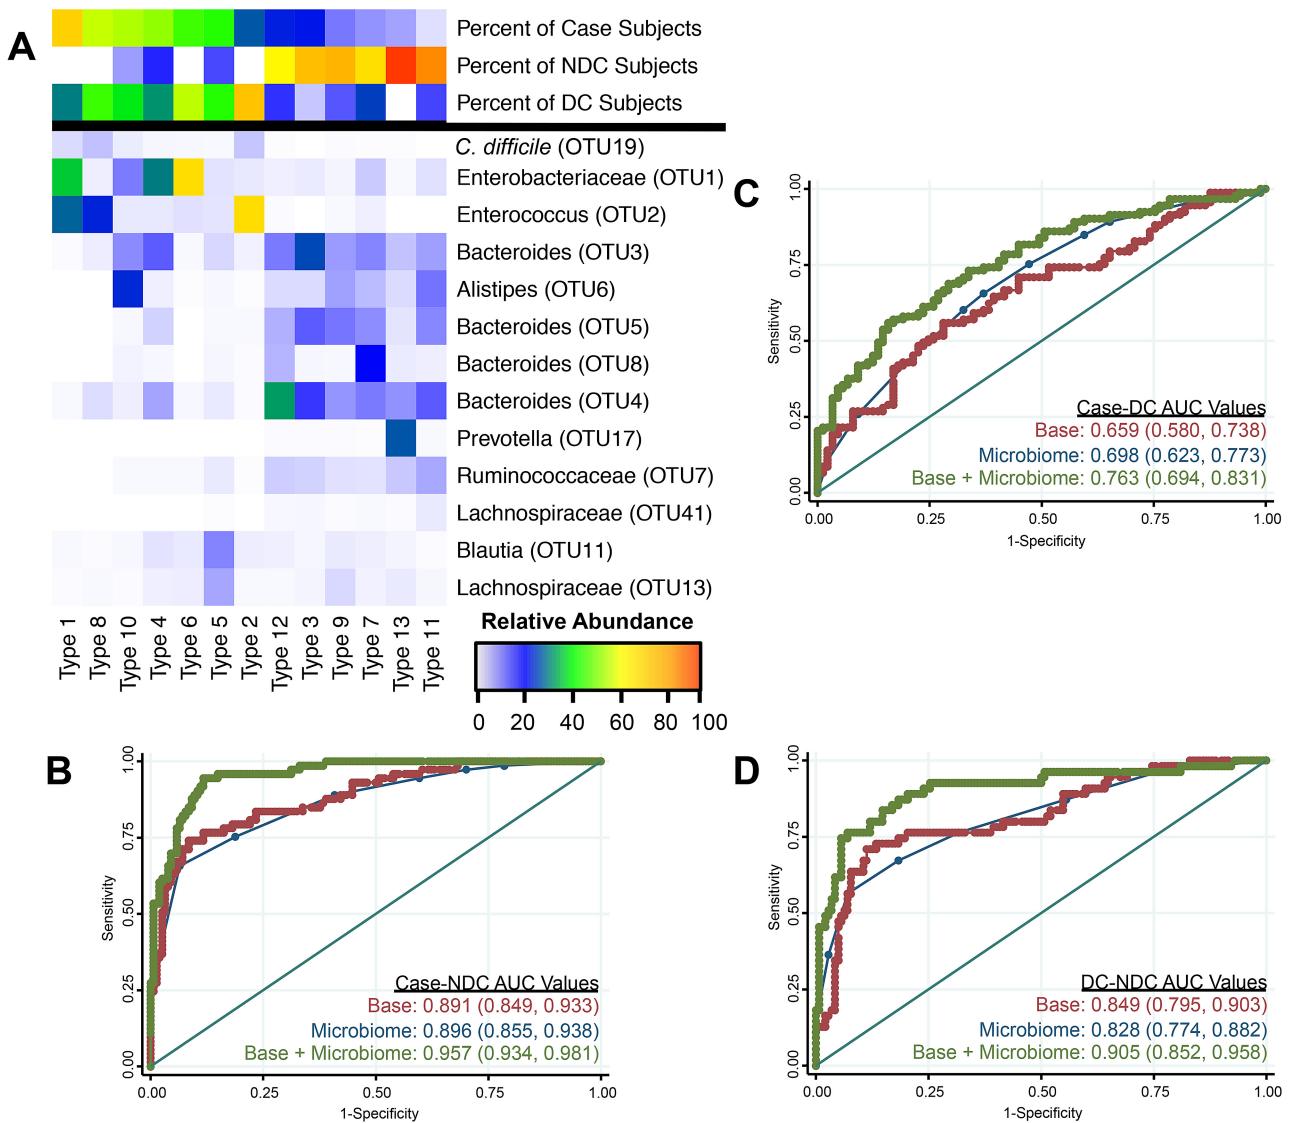 A
Percent of Case Subjects
Percent of NDC Subjects
Percent of DC Subjects
C. difficile (OTU19)
Enterobacteriaceae (OTU1)
Enterococcus (OTU2)
Bacteroides (OTU3)
Alistipes (OTU6)
Bacteroides (OTU5)
Bacteroides (OTU8)
Bacteroides (OTU4)
Prevotella (OTU17)
Ruminococcaceae (OTU7)
Lachnospiraceae (OTU41)
Blautia (OTU11)
Lachnospiraceae (OTU13)
Type 1
Type 8
Type 10
Type 4
Type 6
Type 5
Type 2
Type 12
Type 3
Type 9
Type 7
Type 13
Type 11
Relative Abundance
0 20 40 60 80 100
B
Sensitivity
1.00
0.75
0.50
0.25
0.00
Case-NDC AUC Values
Base: 0.891 (0.849, 0.933)
Microbiome: 0.896 (0.855, 0.938)
Base + Microbiome: 0.957 (0.934, 0.981)
0.00 0.25 0.50 0.75 1.00
1-Specificity
C
Sensitivity
1.00
0.75
0.50
0.25
0.00
Case-DC AUC Values
Base: 0.659 (0.580, 0.738)
Microbiome: 0.698 (0.623, 0.773)
Base + Microbiome: 0.763 (0.694, 0.831)
0.00 0.25 0.50 0.75 1.00
1-Specificity
D
Sensitivity
1.00
0.75
0.50
0.25
0.00
DC-NDC AUC Values
Base: 0.849 (0.795, 0.903)
Microbiome: 0.828 (0.774, 0.882)
Base + Microbiome: 0.905 (0.852, 0.958)
0.00 0.25 0.50 0.75 1.00
1-Specificity